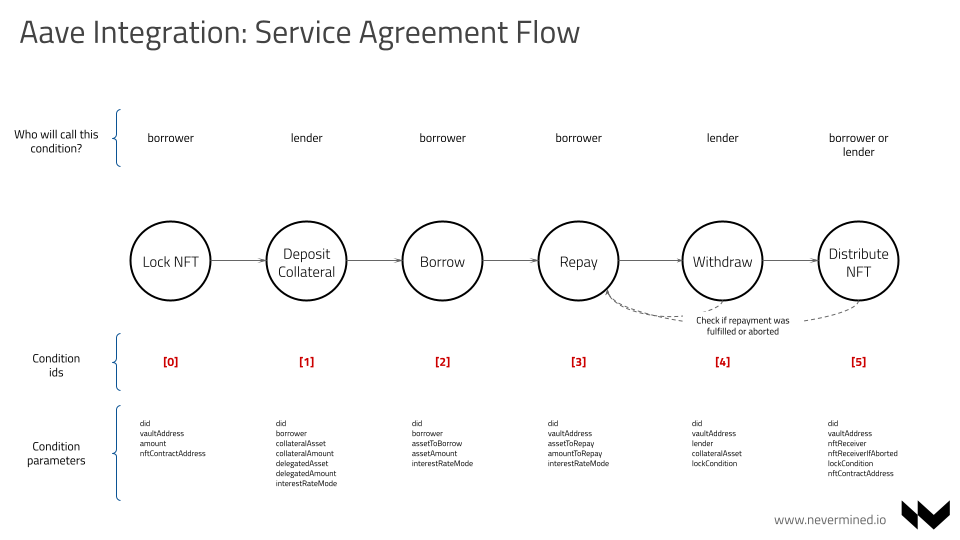 Aave Integration: Service Agreement Flow
Who will call this
condition?
borrower
lender
borrower
borrower
lender
borrower or
lender
Lock NFT
Deposit
Collateral
Borrow
Repay
Withdraw
Distribute
NFT
Check if repayment was
fulfilled or aborted
Condition
ids
[0]
[1]
[2]
[3]
[4]
[5]
Condition
parameters
did
vaultAddress
amount
nftContractAddress
did
borrower
collateralAsset
collateralAmount
delegatedAsset
delegatedAmount
interestRateMode
did
borrower
assetToBorrow
assetAmount
interestRateMode
did
vaultAddress
assetToRepay
amountToRepay
interestRateMode
did
vaultAddress
lender
collateralAsset
lockCondition
did
vaultAddress
nftReceiver
nftReceiverIfAborted
lockCondition
nftContractAddress
www.nevermined.io